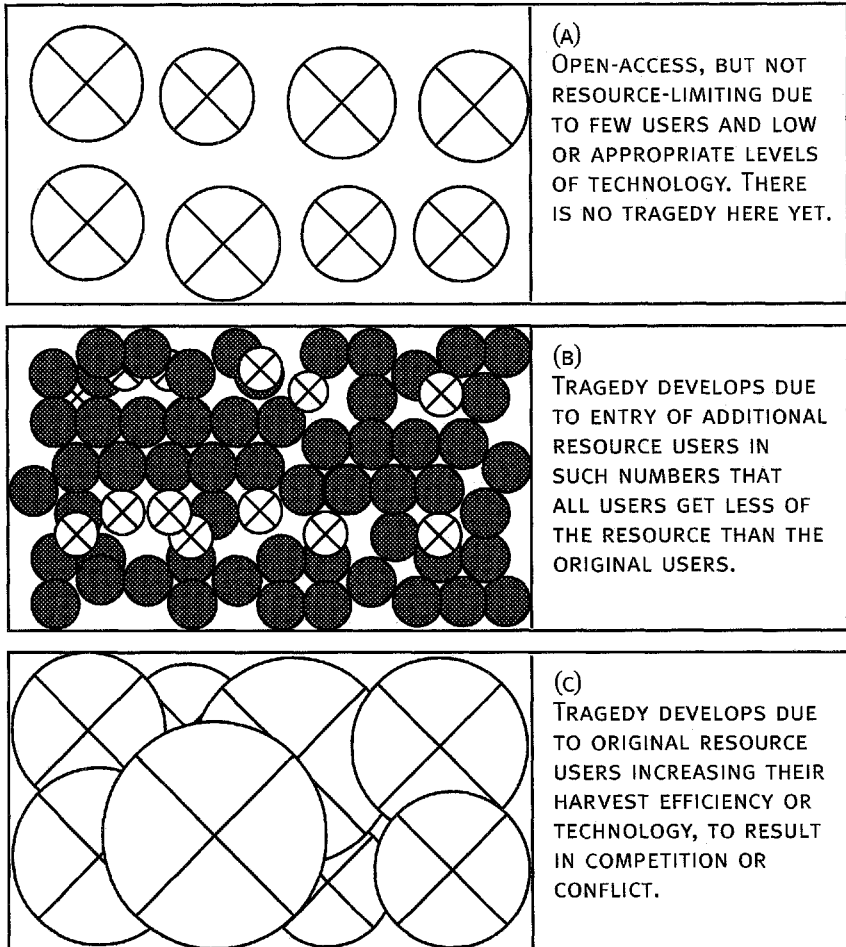 (A)
OPEN-ACCESS, BUT NOT
RESOURCE-LIMITING DUE
TO FEW USERS AND LOW
OR APPROPRIATE LEVELS
OF TECHNOLOGY. THERE
IS NO TRAGEDY HERE YET.
(B)
TRAGEDY DEVELOPS DUE
TO ENTRY OF ADDITIONAL
RESOURCE USERS IN
SUCH NUMBERS THAT
ALL USERS GET LESS OF
THE RESOURCE THAN THE
ORIGINAL USERS.
(C)
TRAGEDY DEVELOPS DUE
TO ORIGINAL RESOURCE
USERS INCREASING THEIR
HARVEST EFFICIENCY OR
TECHNOLOGY, TO RESULT
IN COMPETITION OR
CONFLICT.